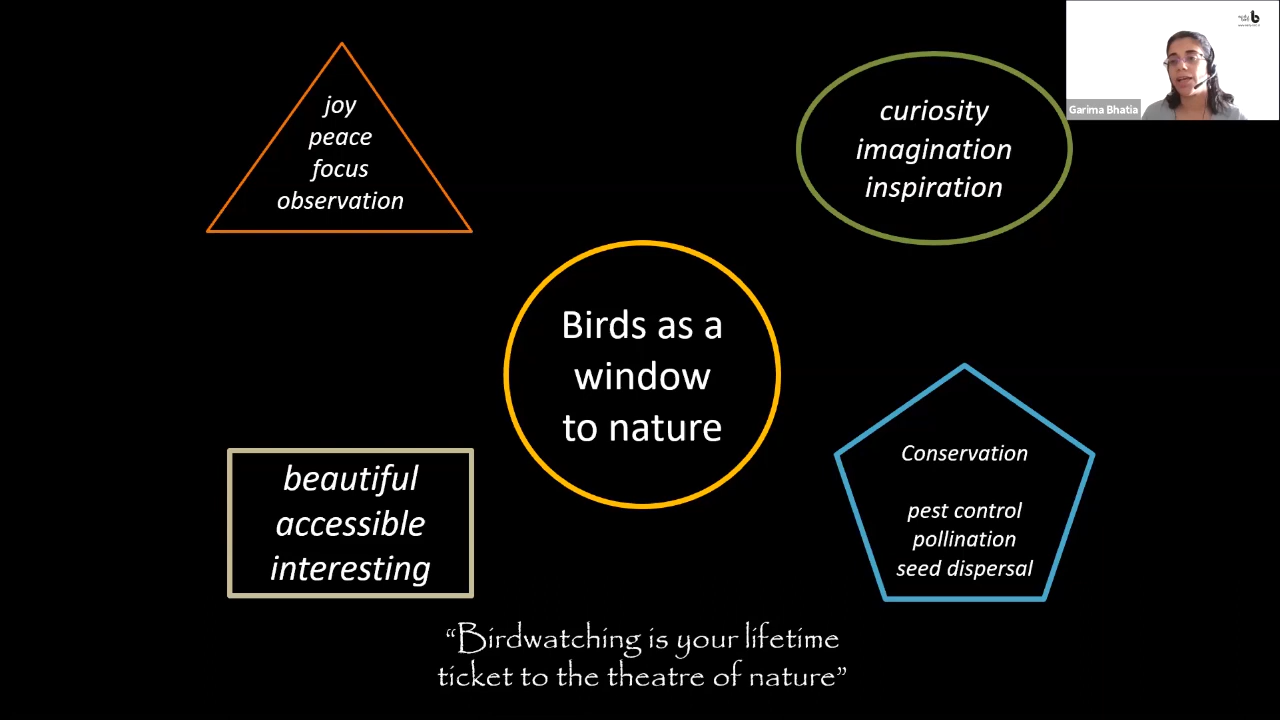 joy
peace
focus
observation
curiosity
imagination
inspiration
Garima Bhatia
Birds as a
window
to nature
beautiful
accessible
interesting
Conservation
pest control
pollination
seed dispersal
“Birdwatching is your lifetime
ticket to the theatre of nature”